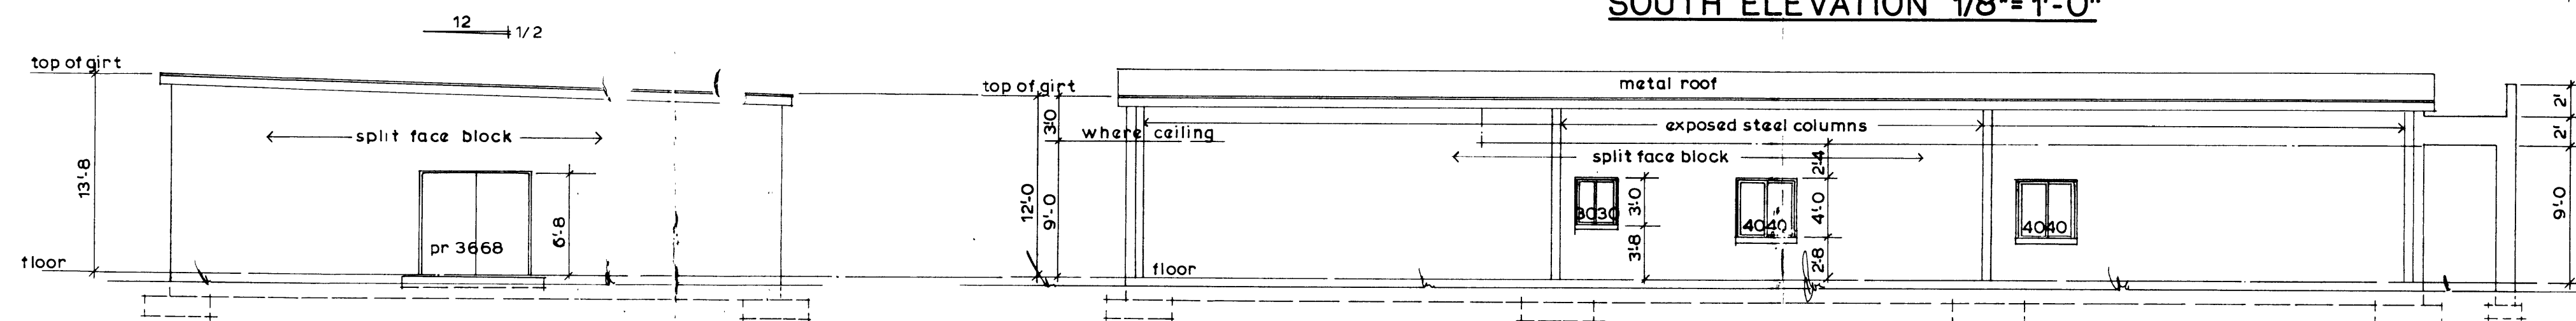 SOUTH ELEVATION 1/8"=1'-0"
12
1/2
top of girt
split face block
13'-8
6'-8
pr 3668
floor
top of girt
3'0
where ceiling
12'-0
9'-0
floor
metal roof
exposed steel columns
split face block
2'4
3030
3'-0
3'-8
4040
4'-0
2'-8
4040
2'
2'
9'-0